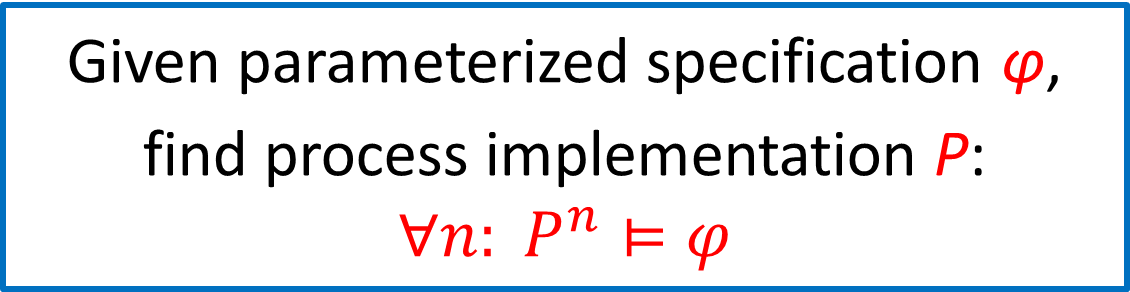 Given parameterized specification φ,
find process implementation P:
∀n: Pⁿ ⊨ φ